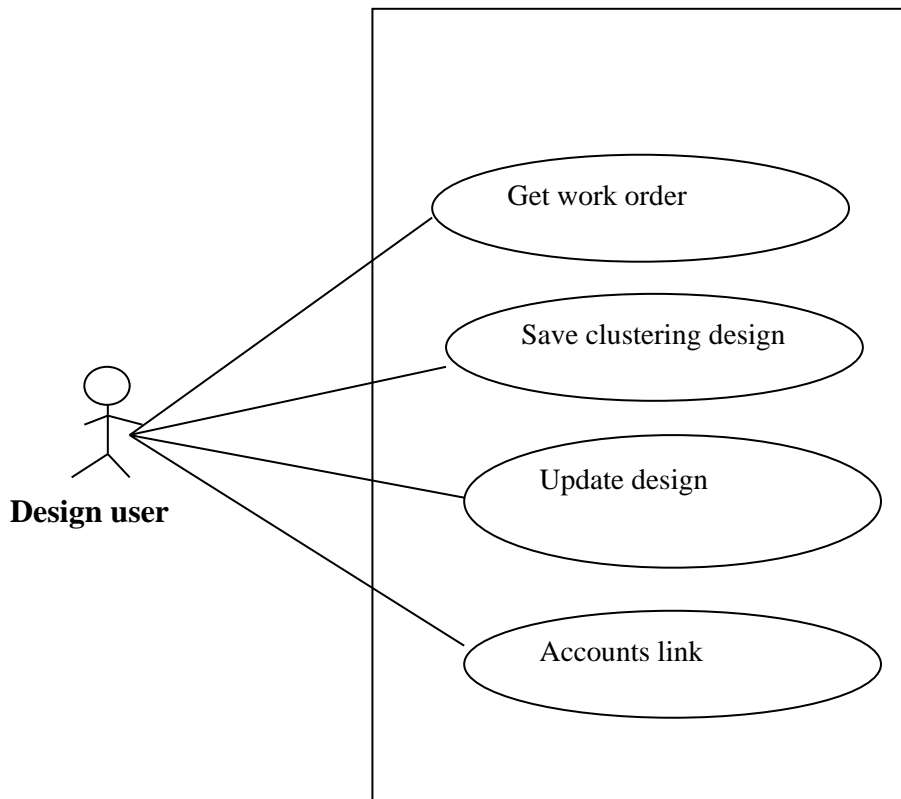 Get work order
Save clustering design
Update design
Design user
Accounts link